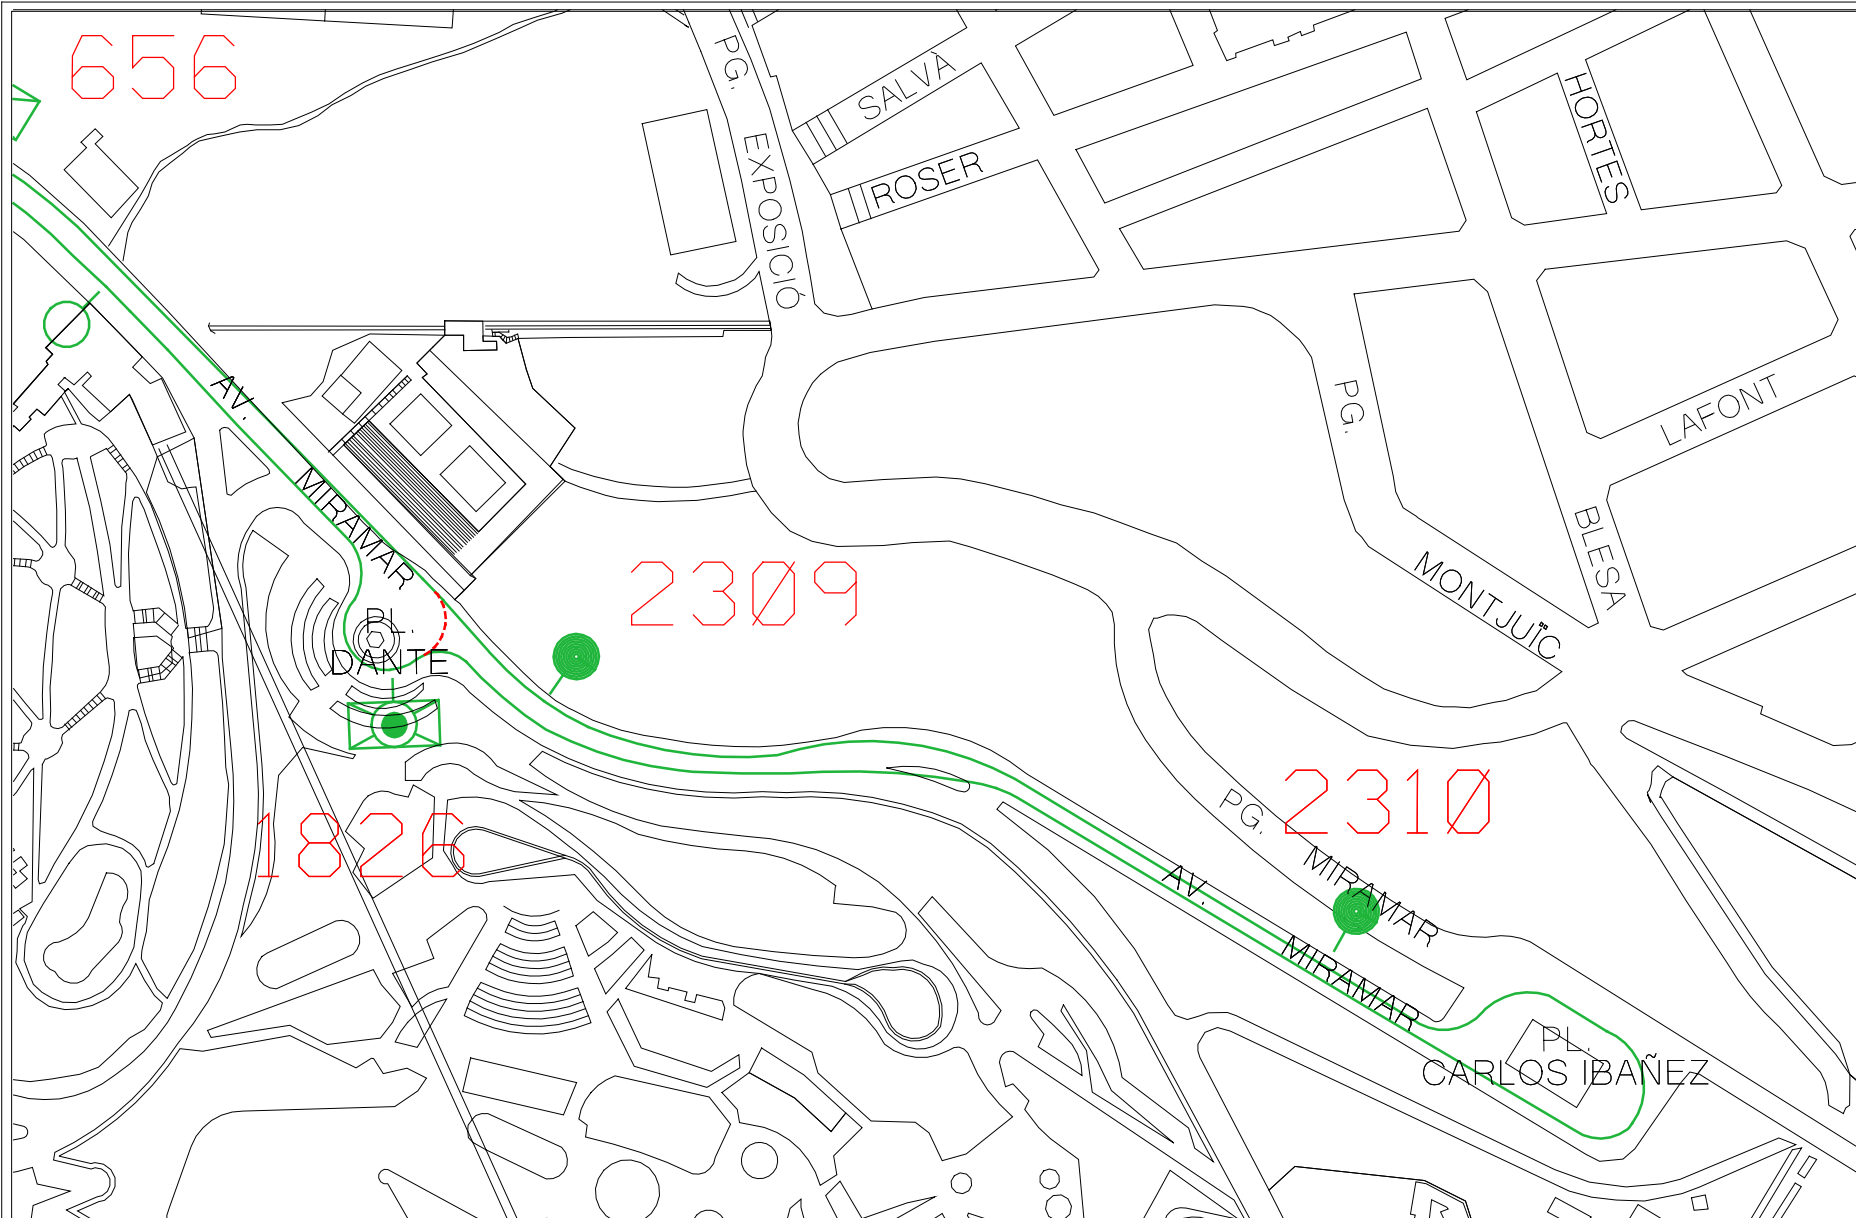 656
PG.
EXPOSICIÓ
SALVÀ
ROSER
HORTES
AV.
MIRAMAR
PG.
LAFONT
BLESA
MONTJUÏC
2309
PL.
DANTE
1826
2310
PG.
MIRAMAR
AV.
MIRAMAR
PL.
CARLOS IBAÑEZ